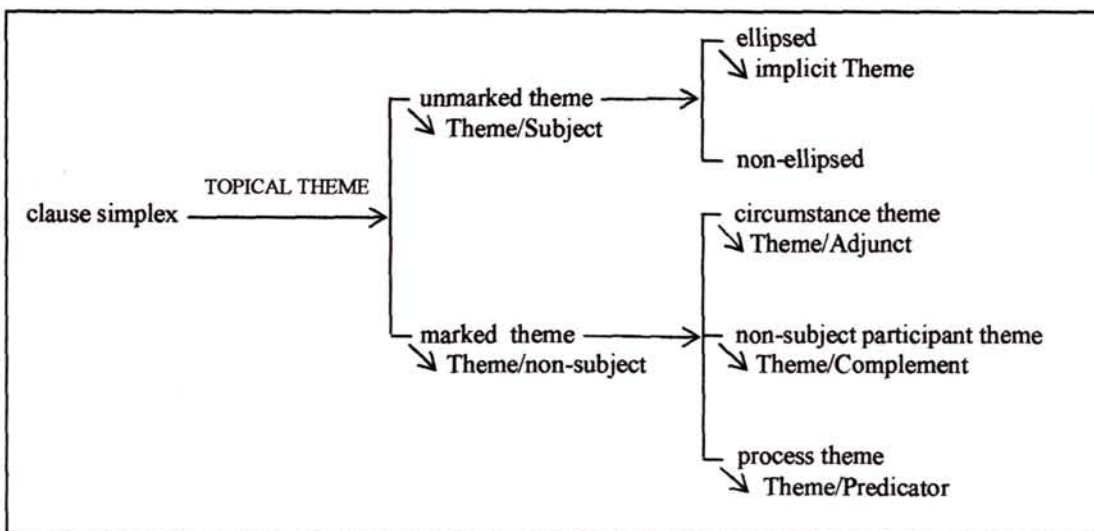 ellipsed
implicit Theme
unmarked theme
Theme/Subject
non-ellipsed
TOPICAL THEME
clause simplex
circumstance theme
Theme/Adjunct
marked theme
Theme/non-subject
non-subject participant theme
Theme/Complement
process theme
Theme/Predicator